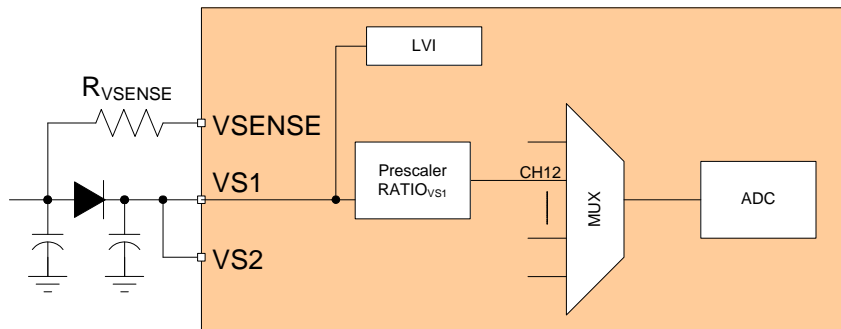 LVI
RVSENSE
VSENSE
VS1
Prescaler
RATIOVS1
CH12
MUX
ADC
VS2